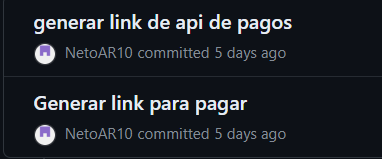 generar link de api de pagos
NetoAR10 committed 5 days ago
Generar link para pagar
NetoAR10 committed 5 days ago